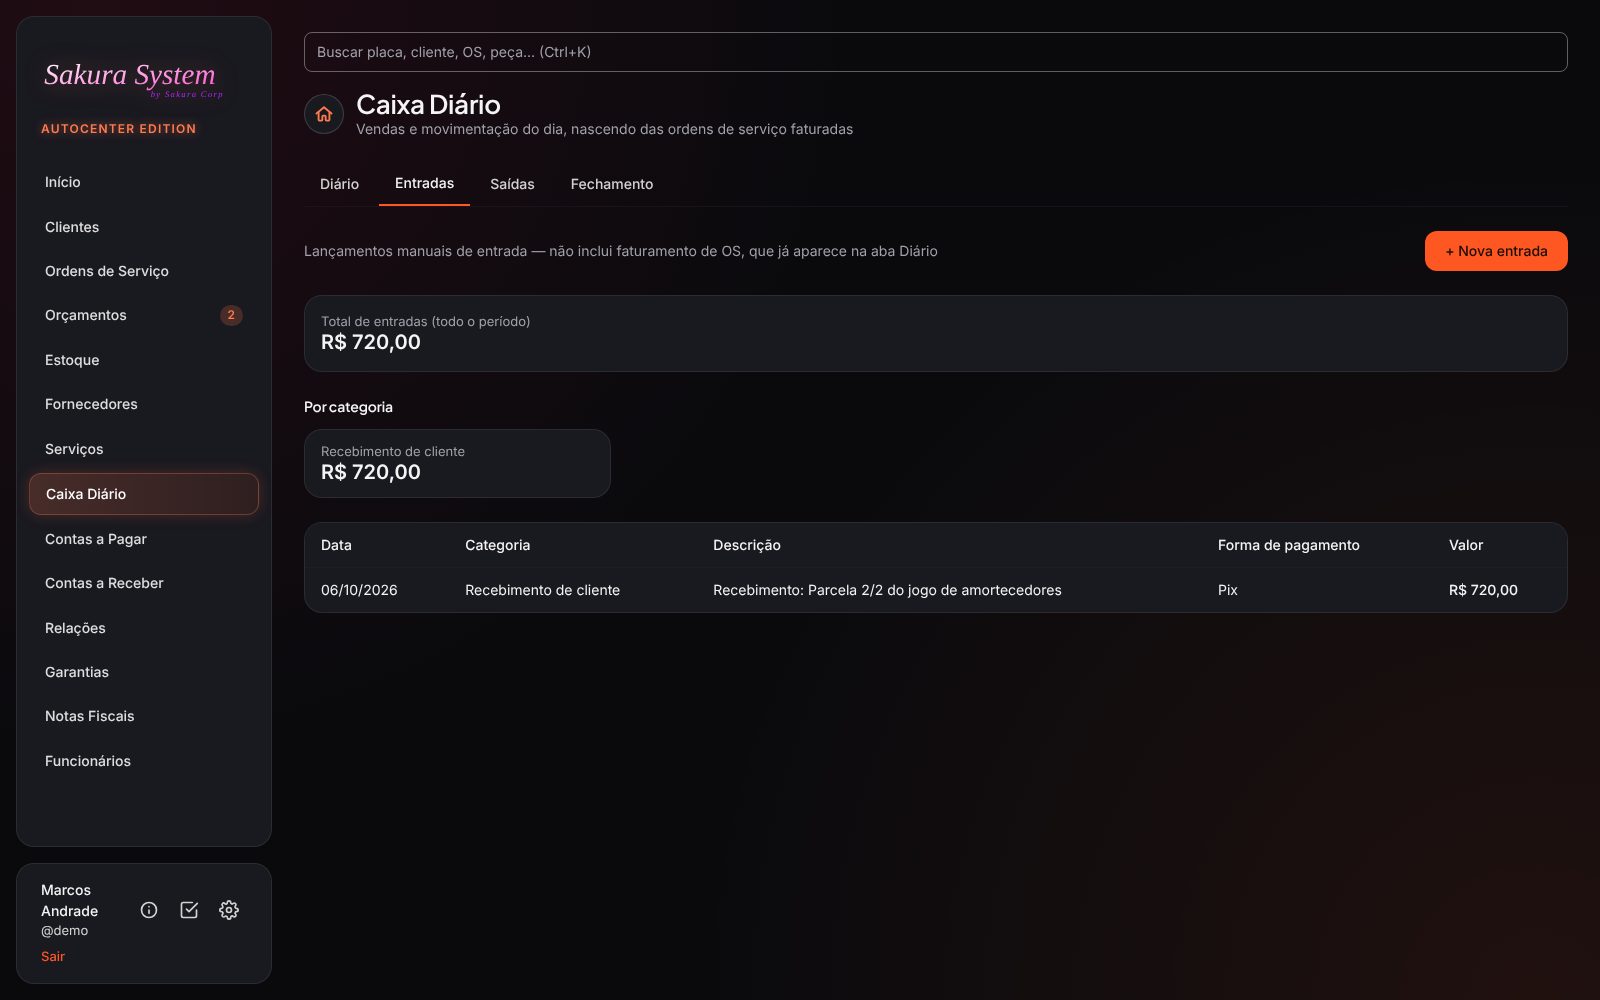 Sakura System
by Sakura Corp
AUTOCENTER EDITION
Início
Clientes
Ordens de Serviço
Orçamentos 2
Estoque
Fornecedores
Serviços
Caixa Diário
Contas a Pagar
Contas a Receber
Relações
Garantias
Notas Fiscais
Funcionários
Marcos
Andrade
@demo
Sair
Buscar placa, cliente, OS, peça... (Ctrl+K)
Caixa Diário
Vendas e movimentação do dia, nascendo das ordens de serviço faturadas
Diário Entradas Saídas Fechamento
Lançamentos manuais de entrada — não inclui faturamento de OS, que já aparece na aba Diário
+ Nova entrada
Total de entradas (todo o período)
R$ 720,00
Por categoria
Recebimento de cliente
R$ 720,00
Data Categoria Descrição Forma de pagamento Valor
06/10/2026 Recebimento de cliente Recebimento: Parcela 2/2 do jogo de amortecedores Pix R$ 720,00